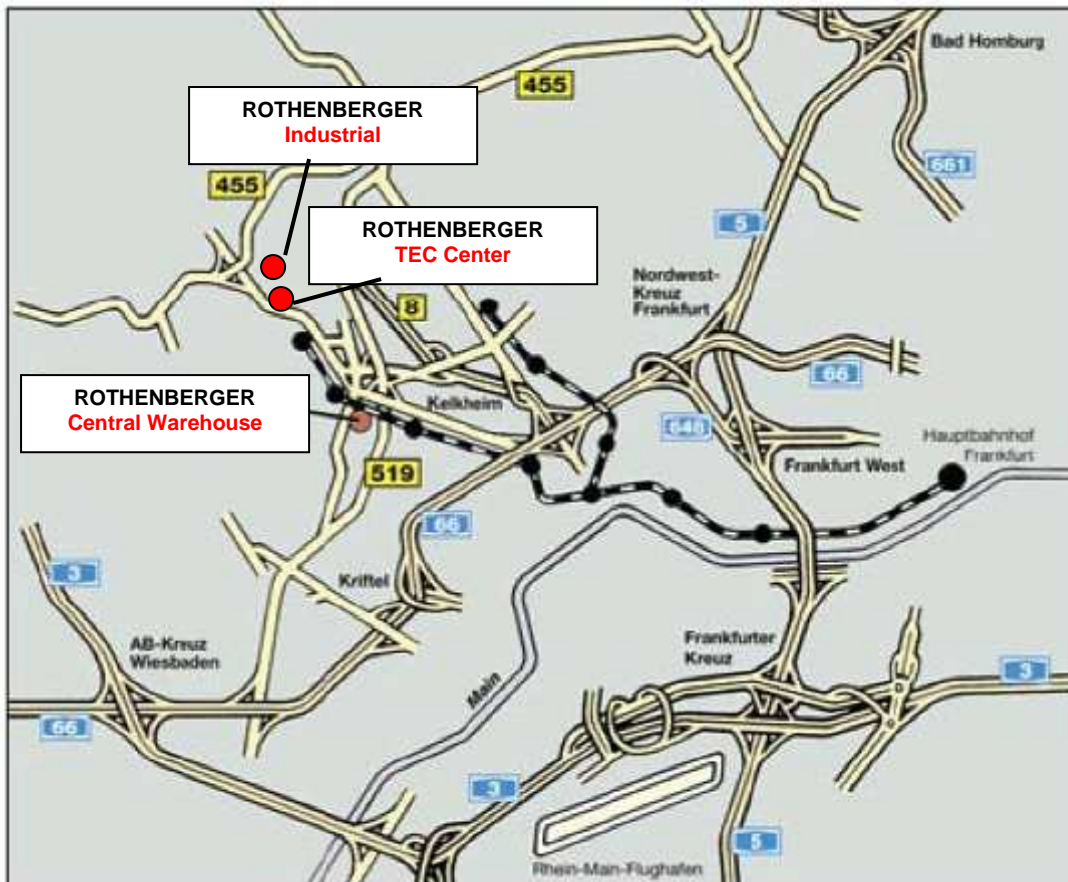 Bad Homburg
455
ROTHENBERGER
Industrial
661
455
ROTHENBERGER
TEC Center
5
Nordwest-
Kreuz
Frankfurt
8
66
ROTHENBERGER
Central Warehouse
Kelkheim
648
Hauptbahnhof
Frankfurt
Frankfurt West
519
66
3
Kriftel
AB-Kreuz
Wiesbaden
Frankfurter
Kreuz
3
Main
66
3
5
Rhein-Main-Flughafen